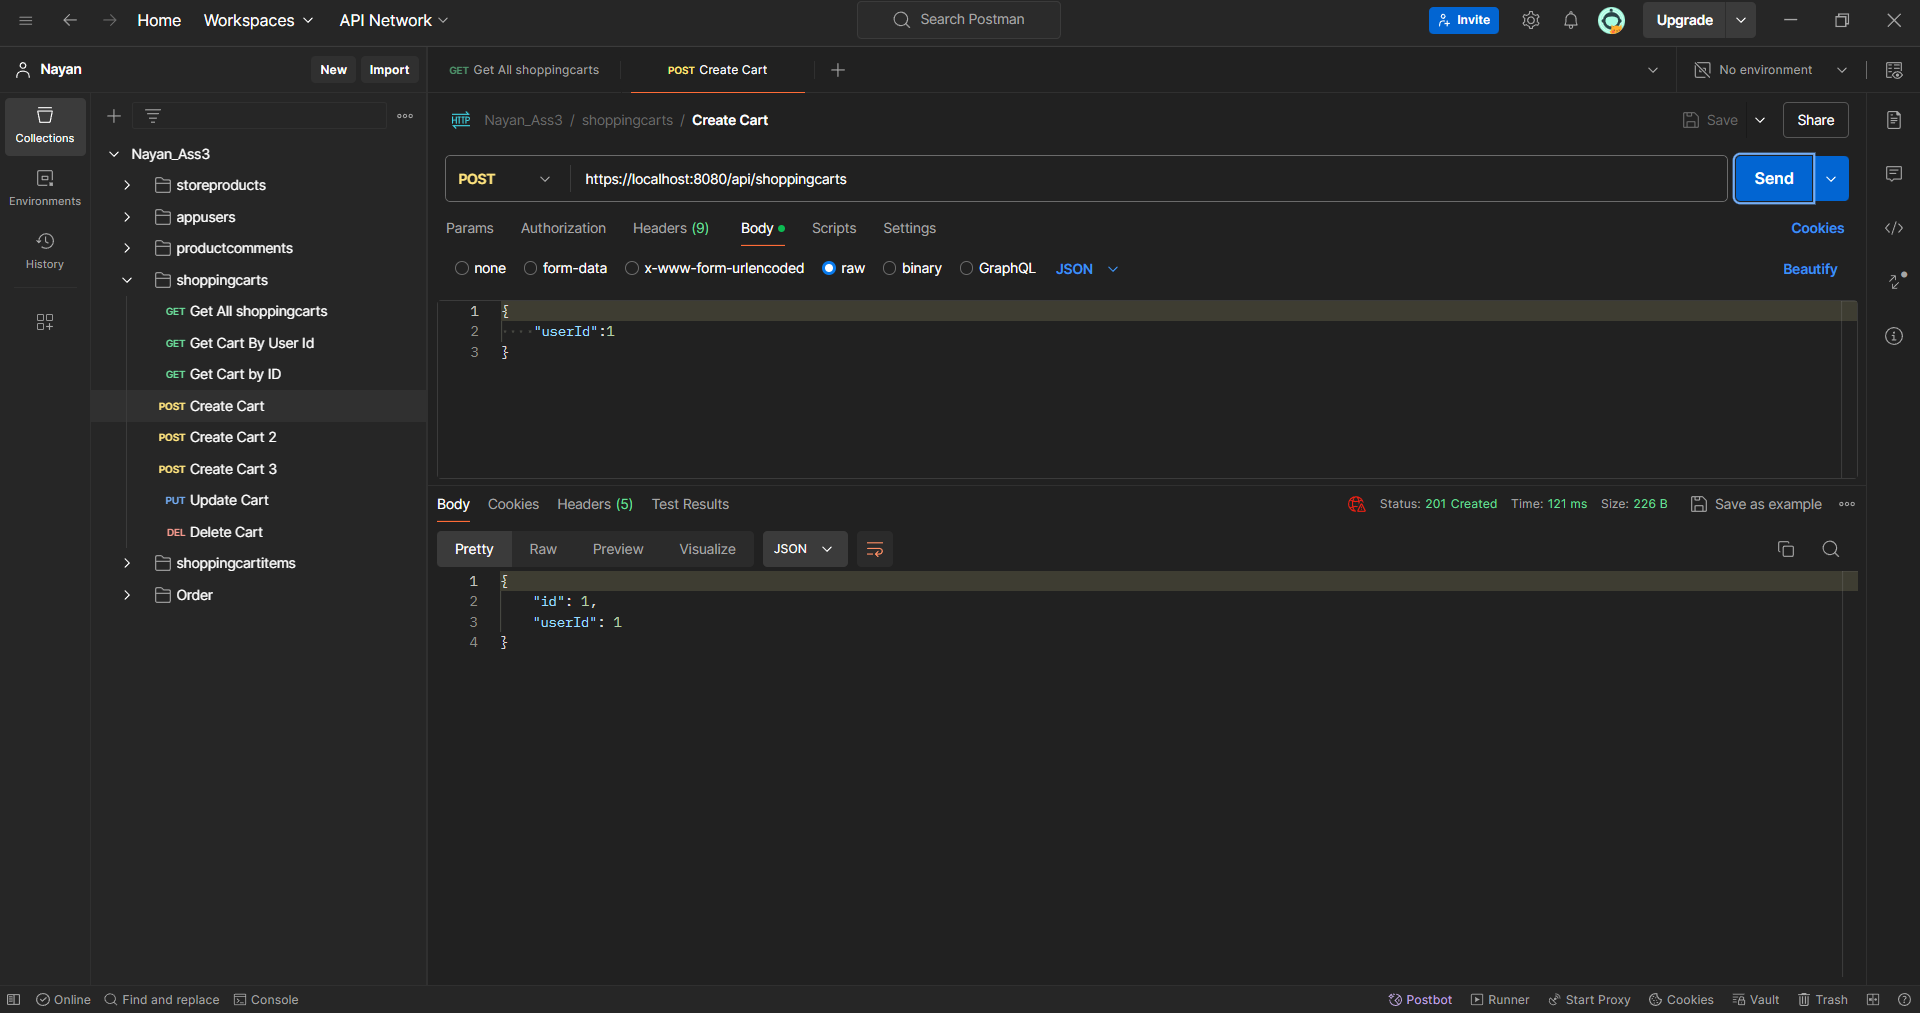 Home Workspaces API Network Search Postman Invite Upgrade
Nayan New Import GET Get All shoppingcarts POST Create Cart No environment
Collections
Environments
History
Nayan_Ass3
storeproducts
appusers
productcomments
shoppingcarts
GET Get All shoppingcarts
GET Get Cart By User Id
GET Get Cart by ID
POST Create Cart
POST Create Cart 2
POST Create Cart 3
PUT Update Cart
DEL Delete Cart
shoppingcartitems
Order
HTTP Nayan_Ass3 / shoppingcarts / Create Cart Save Share
POST https://localhost:8080/api/shoppingcarts Send
Params Authorization Headers (9) Body Scripts Settings Cookies
none form-data x-www-form-urlencoded raw binary GraphQL JSON Beautify
1 {
2 ····"userId":1
3 }
Body Cookies Headers (5) Test Results Status: 201 Created Time: 121 ms Size: 226 B Save as example
Pretty Raw Preview Visualize JSON
1 {
2 "id": 1,
3 "userId": 1
4 }
Online Find and replace Console Postbot Runner Start Proxy Cookies Vault Trash